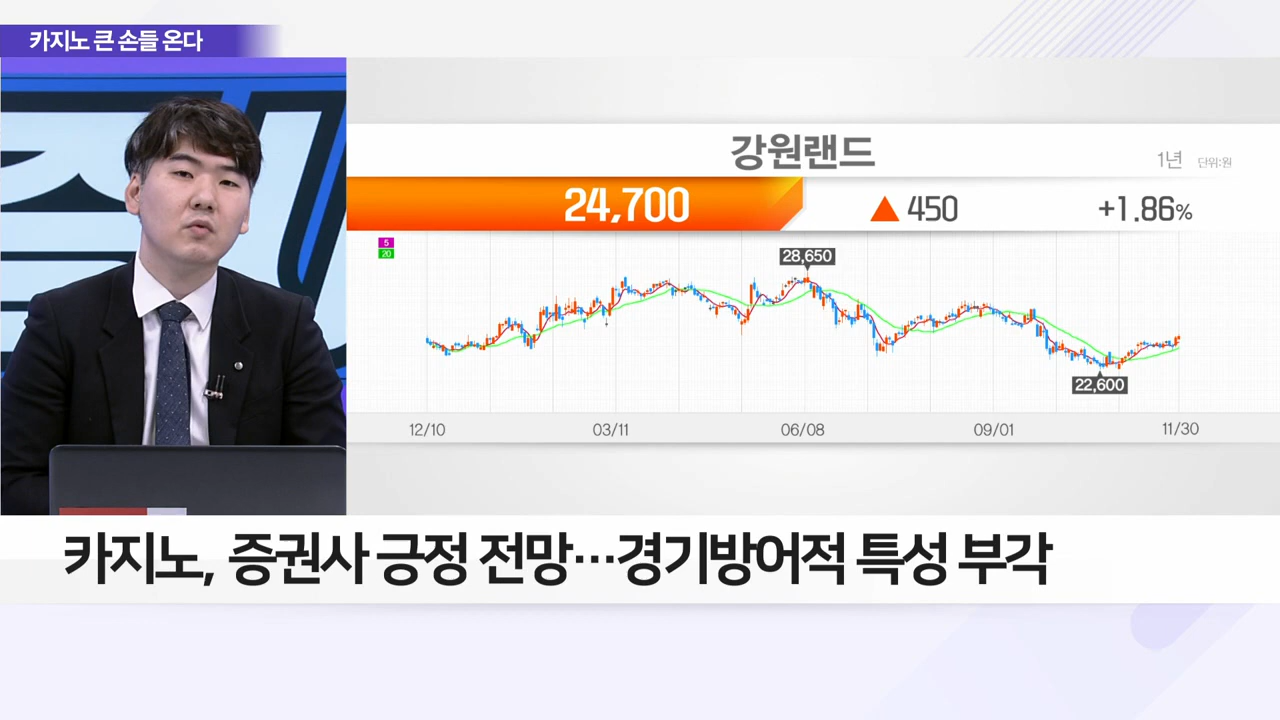 카지노 큰 손들 온다
강원랜드
1년 단위:원
24,700 ▲ 450 +1.86%
5
20
28,650
22,600
12/10 03/11 06/08 09/01 11/30
카지노, 증권사 긍정 전망…경기방어적 특성 부각